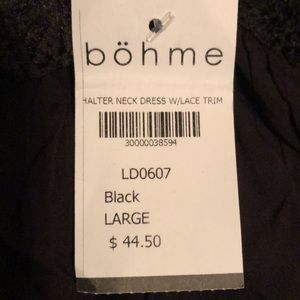 böhme
HALTER NECK DRESS W/LACE TRIM
30000038594
LD0607
Black
LARGE
$ 44.50